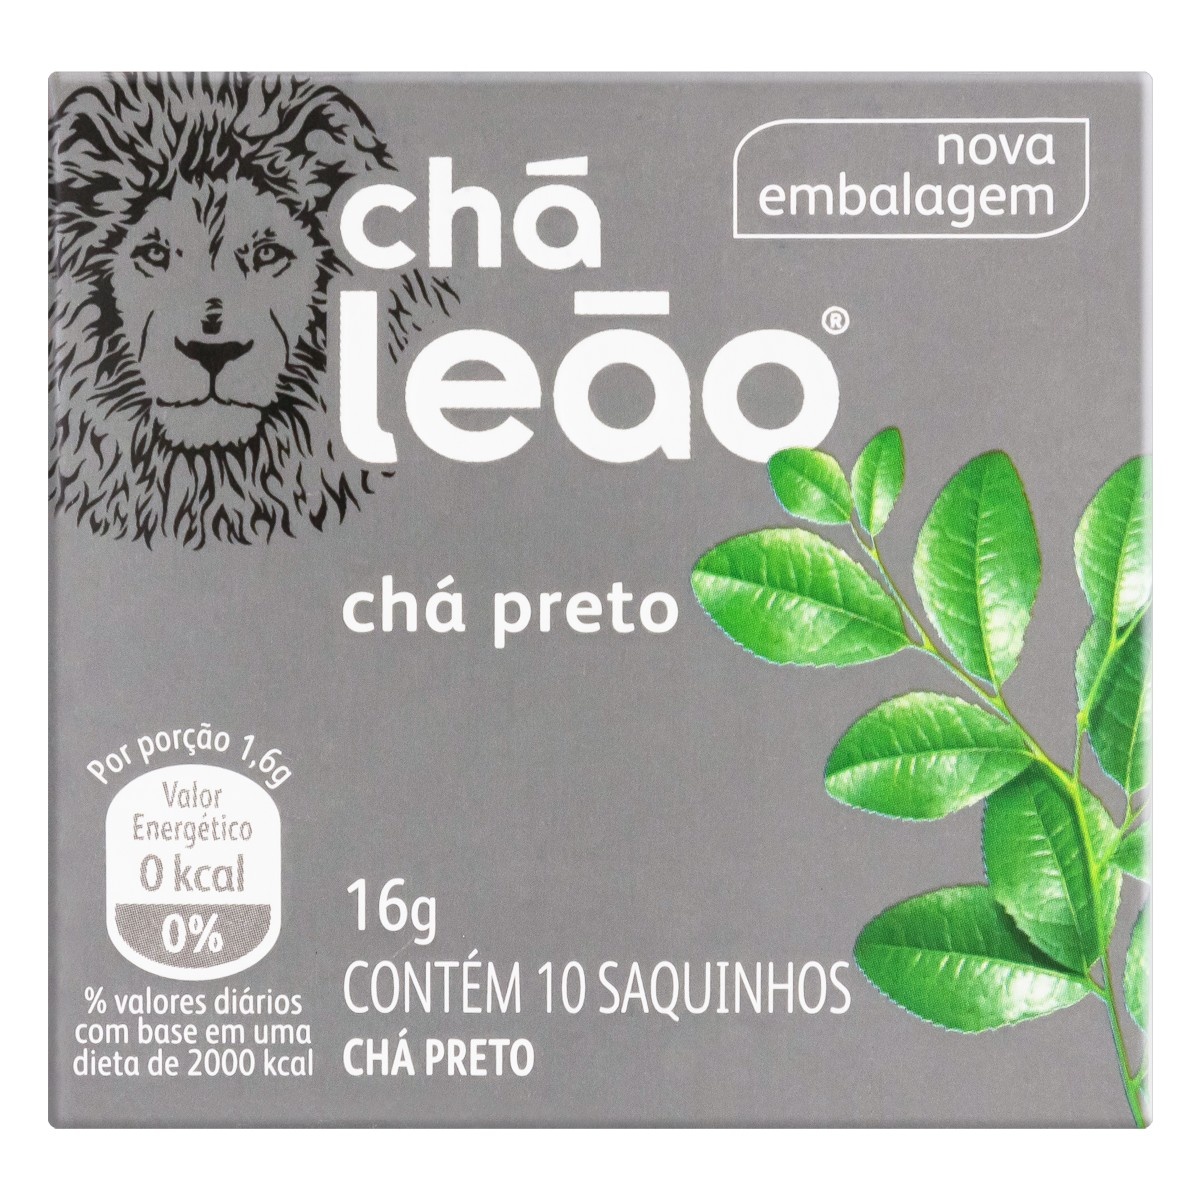 nova
embalagem
chá
leão®
chá preto
Por porção 1,6g
Valor
Energético
0 kcal
0%
% valores diários
com base em uma
dieta de 2000 kcal
16g
CONTÉM 10 SAQUINHOS
CHÁ PRETO